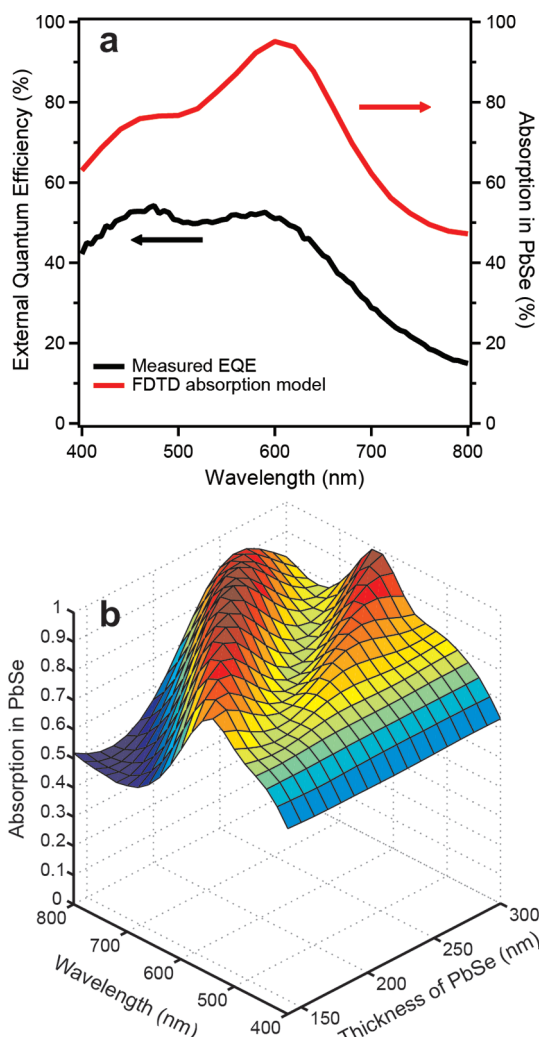 a
100
80
60
40
20
0
External Quantum Efficiency (%)
100
80
60
40
20
0
Absorption in PbSe (%)
Measured EQE
FDTD absorption model
400 500 600 700 800
Wavelength (nm)
b
1
0.9
0.8
0.7
0.6
0.5
0.4
0.3
0.2
0.1
0
Absorption in PbSe
800
700
600
500
400
Wavelength (nm)
150
200
250
300
Thickness of PbSe (nm)